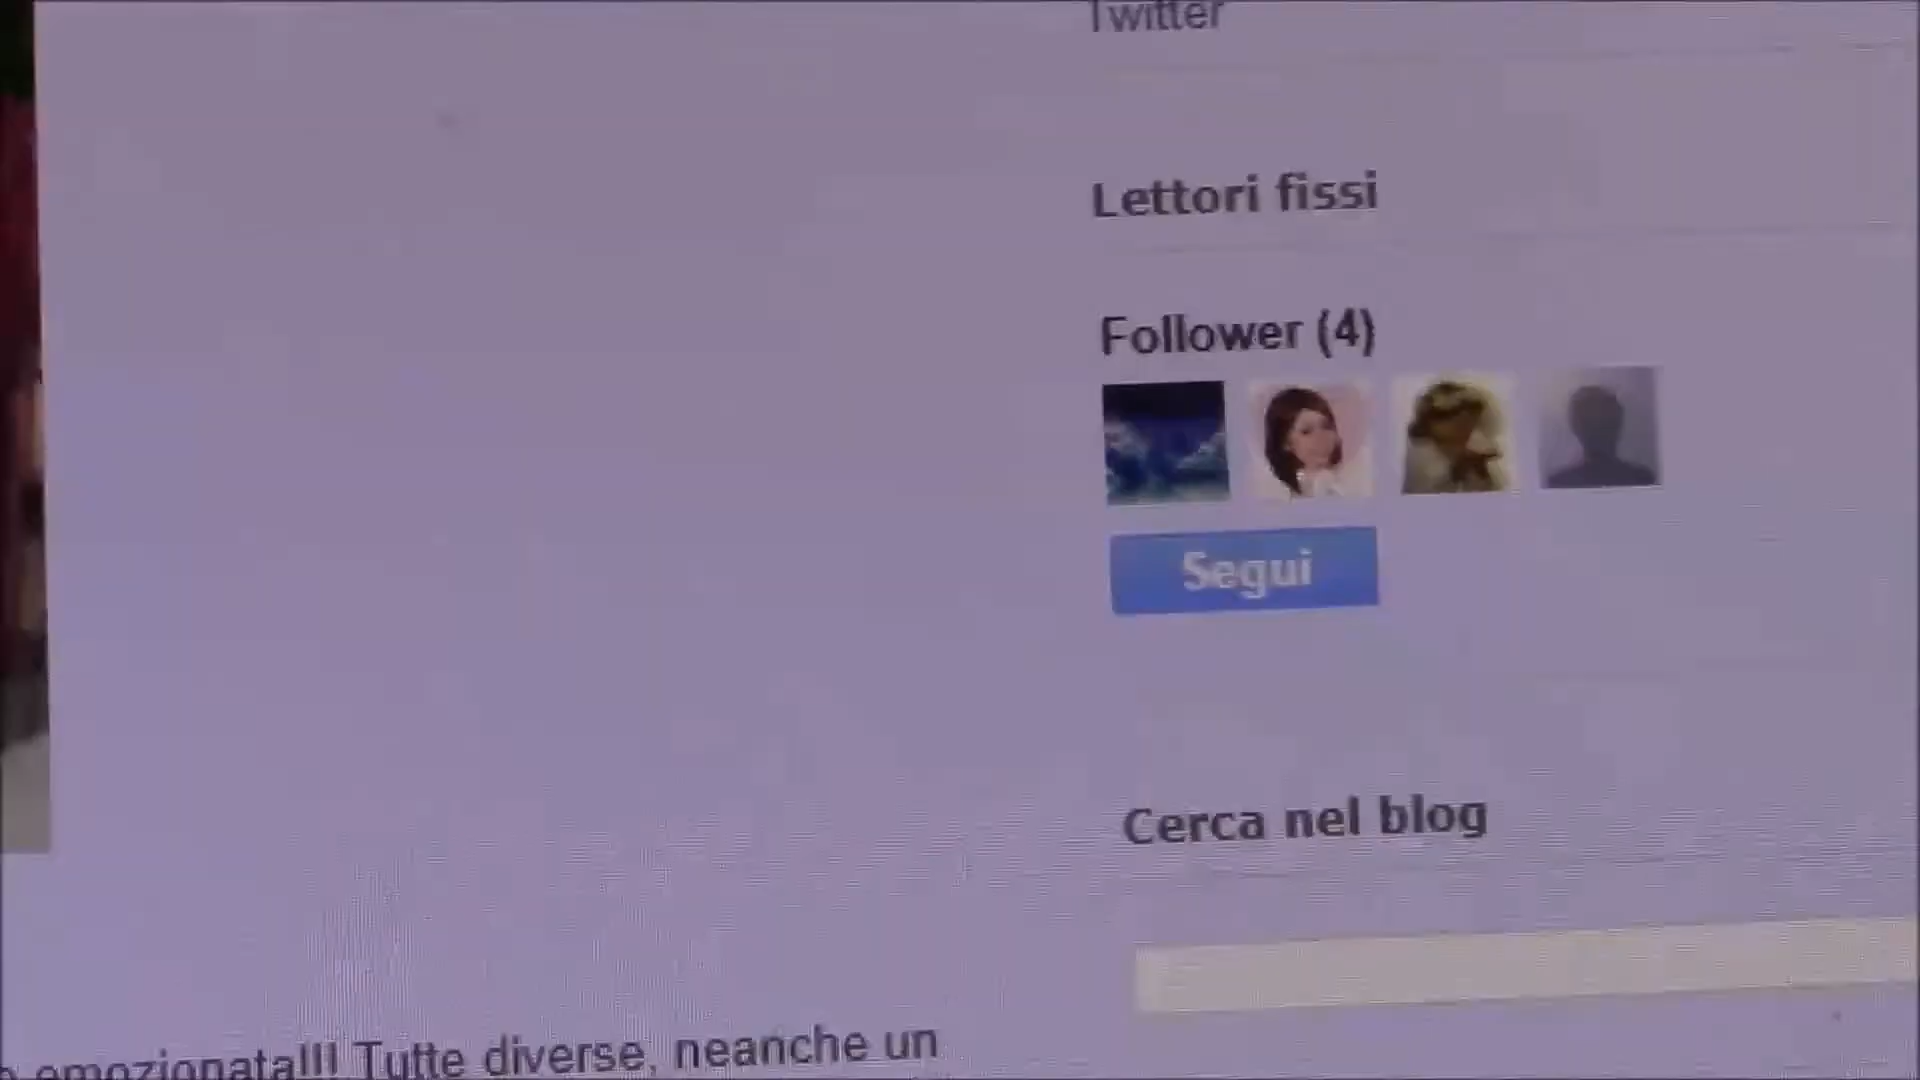 Twitter
Lettori fissi
Follower (4)
Segui
Cerca nel blog
emozionata!!! Tutte diverse, neanche un